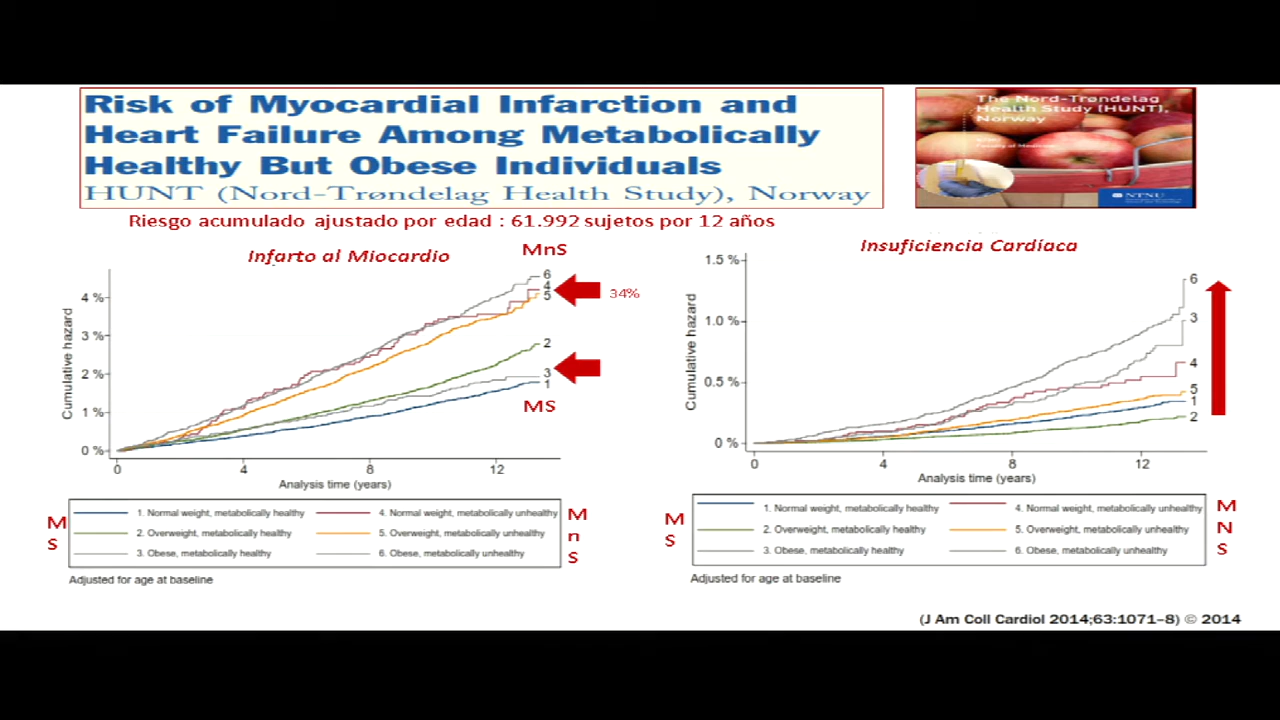 Risk of Myocardial Infarction and
Heart Failure Among Metabolically
Healthy But Obese Individuals
HUNT (Nord-Trøndelag Health Study), Norway
The Nord-Trøndelag
Health Study (HUNT),
Norway
Faculty of Medicine
NTNU
Riesgo acumulado ajustado por edad : 61.992 sujetos por 12 años
Infarto al Miocardio
MnS
Cumulative hazard
4 %
3 %
2 %
1 %
0 %
6
4
5
34%
2
3
1
MS
0 4 8 12
Analysis time (years)
M
S
1. Normal weight, metabolically healthy
2. Overweight, metabolically healthy
3. Obese, metabolically healthy
4. Normal weight, metabolically unhealthy
5. Overweight, metabolically unhealthy
6. Obese, metabolically unhealthy
M
n
S
Adjusted for age at baseline
Insuficiencia Cardíaca
Cumulative hazard
1.5 %
1.0 %
0.5 %
0 %
6
3
4
5
1
2
0 4 8 12
Analysis time (years)
M
S
1. Normal weight, metabolically healthy
2. Overweight, metabolically healthy
3. Obese, metabolically healthy
4. Normal weight, metabolically unhealthy
5. Overweight, metabolically unhealthy
6. Obese, metabolically unhealthy
M
N
S
Adjusted for age at baseline
(J Am Coll Cardiol 2014;63:1071–8) © 2014